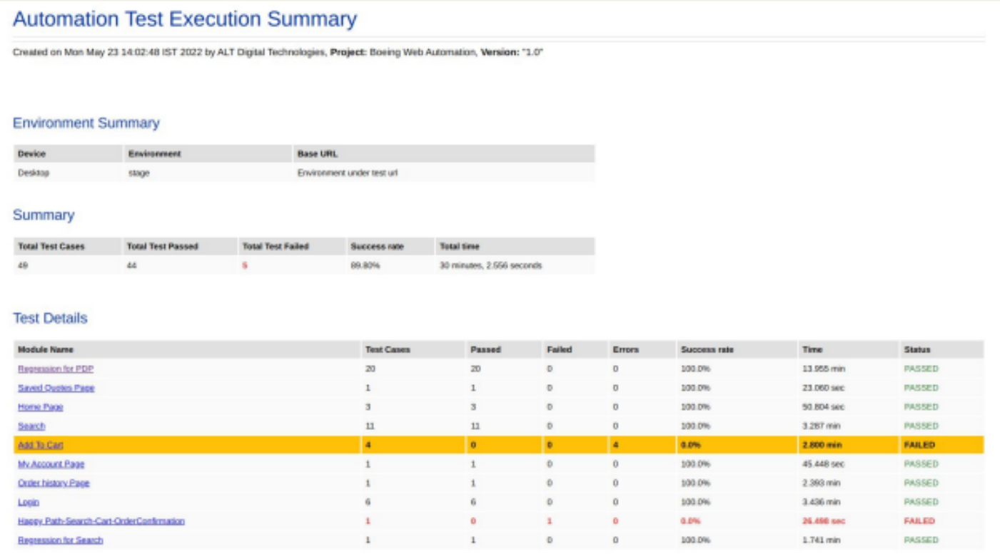 Automation Test Execution Summary
Created on Mon May 23 14:02:48 IST 2022 by ALT Digital Technologies, Project: Boeing Web Automation, Version: "1.0"
Environment Summary
Device Environment Base URL
Desktop stage Environment under test url
Summary
Total Test Cases Total Test Passed Total Test Failed Success rate Total time
49 44 5 89.80% 30 minutes, 2.556 seconds
Test Details
Module Name Test Cases Passed Failed Errors Success rate Time Status
Regression for PDP 20 20 0 0 100.0% 13.955 min PASSED
Saved Quotes Page 1 1 0 0 100.0% 23.060 sec PASSED
Home Page 3 3 0 0 100.0% 50.804 sec PASSED
Search 11 11 0 0 100.0% 3.287 min PASSED
Add To Cart 4 0 0 4 0.0% 2.800 min FAILED
My Account Page 1 1 0 0 100.0% 45.448 sec PASSED
Order history Page 1 1 0 0 100.0% 2.393 min PASSED
Login 6 6 0 0 100.0% 3.436 min PASSED
Happy Path-Search-Cart-OrderConfirmation 1 0 1 0 0.0% 26.498 sec FAILED
Regression for Search 1 1 0 0 100.0% 1.741 min PASSED